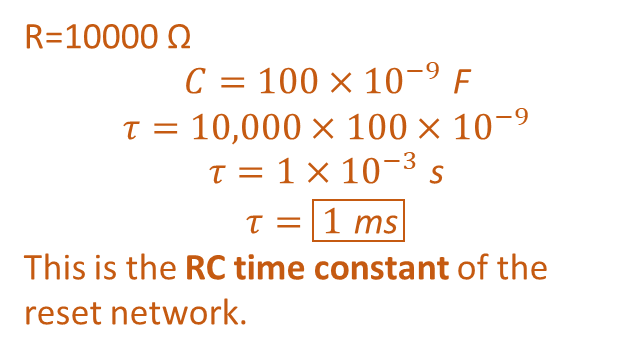 R=10000 Ω
C = 100 × 10⁻⁹ F
τ = 10,000 × 100 × 10⁻⁹
τ = 1 × 10⁻³ s
τ = 1 ms
This is the RC time constant of the
reset network.